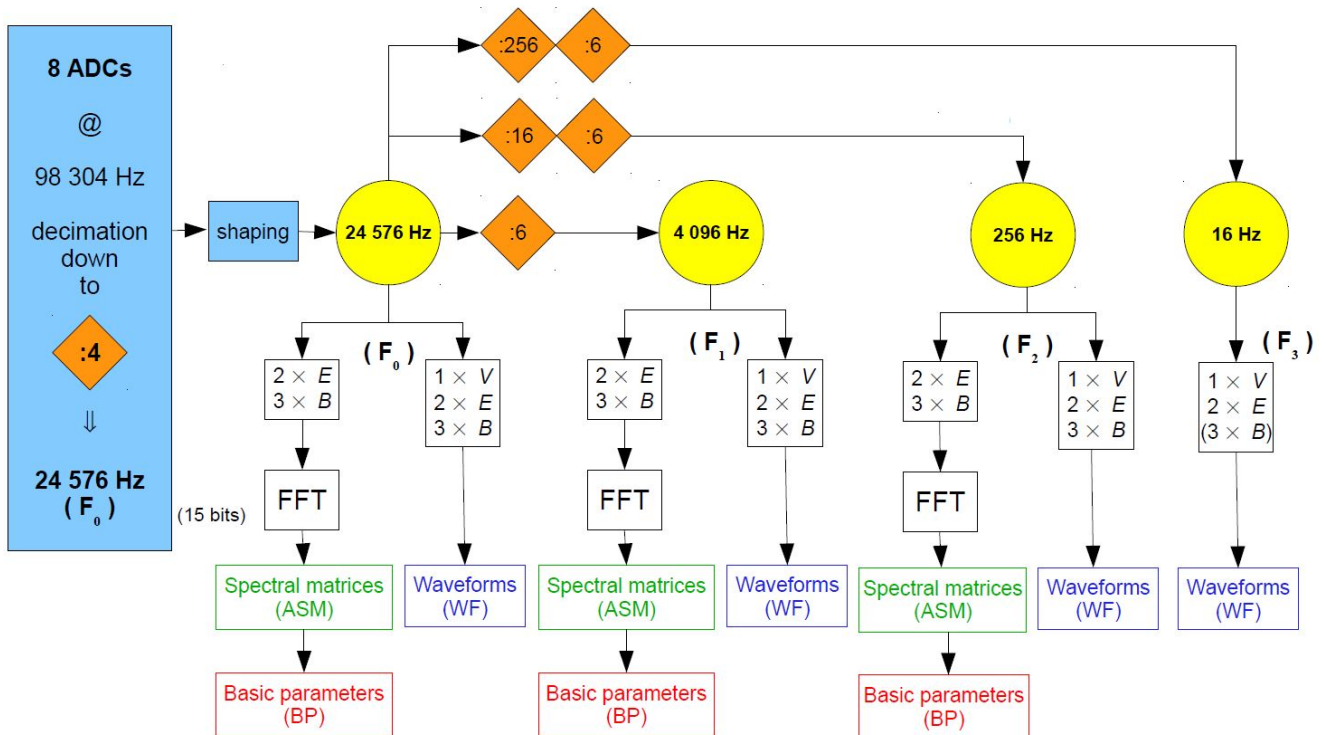 8 ADCs
@
98 304 Hz
decimation
down
to
:4
⇓
24 576 Hz
( F₀ )
(15 bits)
shaping
:256
:6
:16
:6
24 576 Hz
:6
4 096 Hz
256 Hz
16 Hz
( F₀ )
( F₁ )
( F₂ )
( F₃ )
2 × E
3 × B
1 × V
2 × E
3 × B
2 × E
3 × B
1 × V
2 × E
3 × B
2 × E
3 × B
1 × V
2 × E
3 × B
1 × V
2 × E
(3 × B)
FFT
FFT
FFT
Spectral matrices
(ASM)
Waveforms
(WF)
Spectral matrices
(ASM)
Waveforms
(WF)
Spectral matrices
(ASM)
Waveforms
(WF)
Waveforms
(WF)
Basic parameters
(BP)
Basic parameters
(BP)
Basic parameters
(BP)